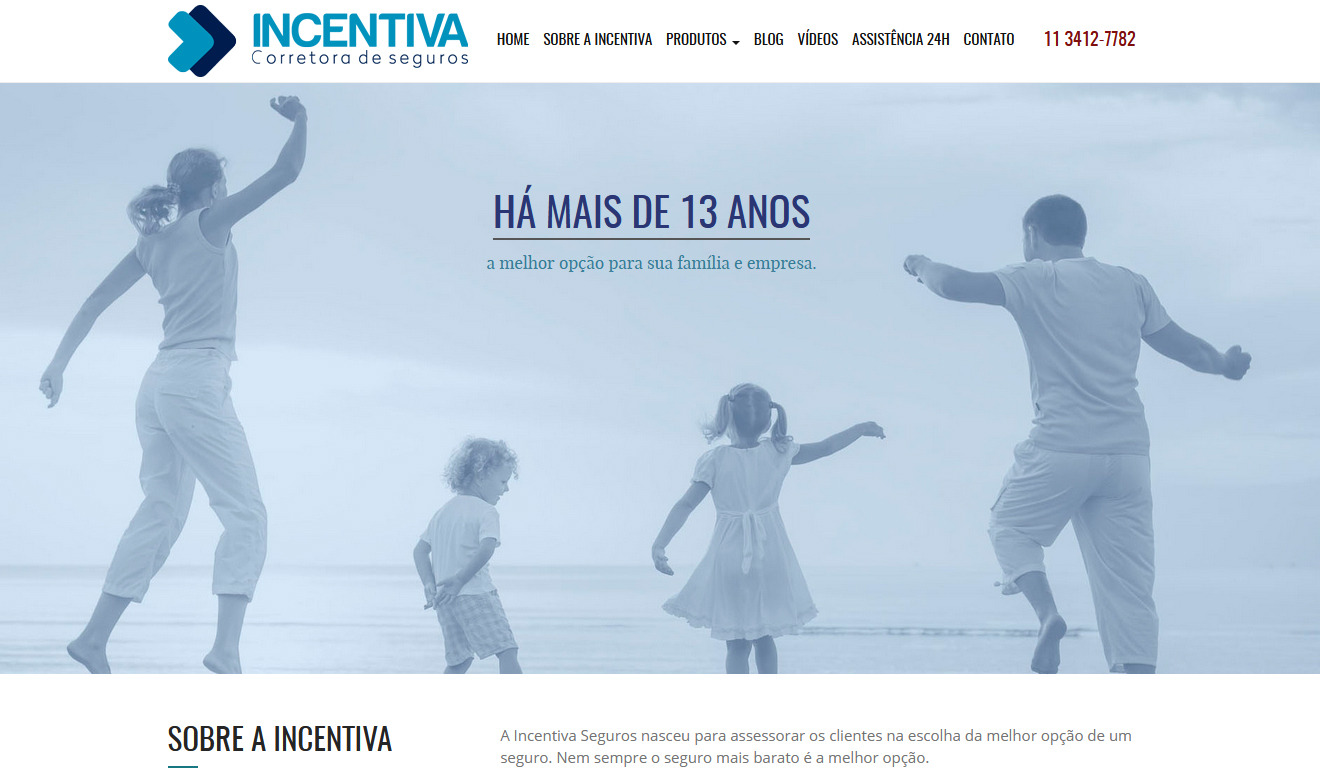 INCENTIVA
Corretora de seguros
HOME SOBRE A INCENTIVA PRODUTOS BLOG VÍDEOS ASSISTÊNCIA 24H CONTATO 11 3412-7782
HÁ MAIS DE 13 ANOS
a melhor opção para sua família e empresa.
SOBRE A INCENTIVA
A Incentiva Seguros nasceu para assessorar os clientes na escolha da melhor opção de um
seguro. Nem sempre o seguro mais barato é a melhor opção.